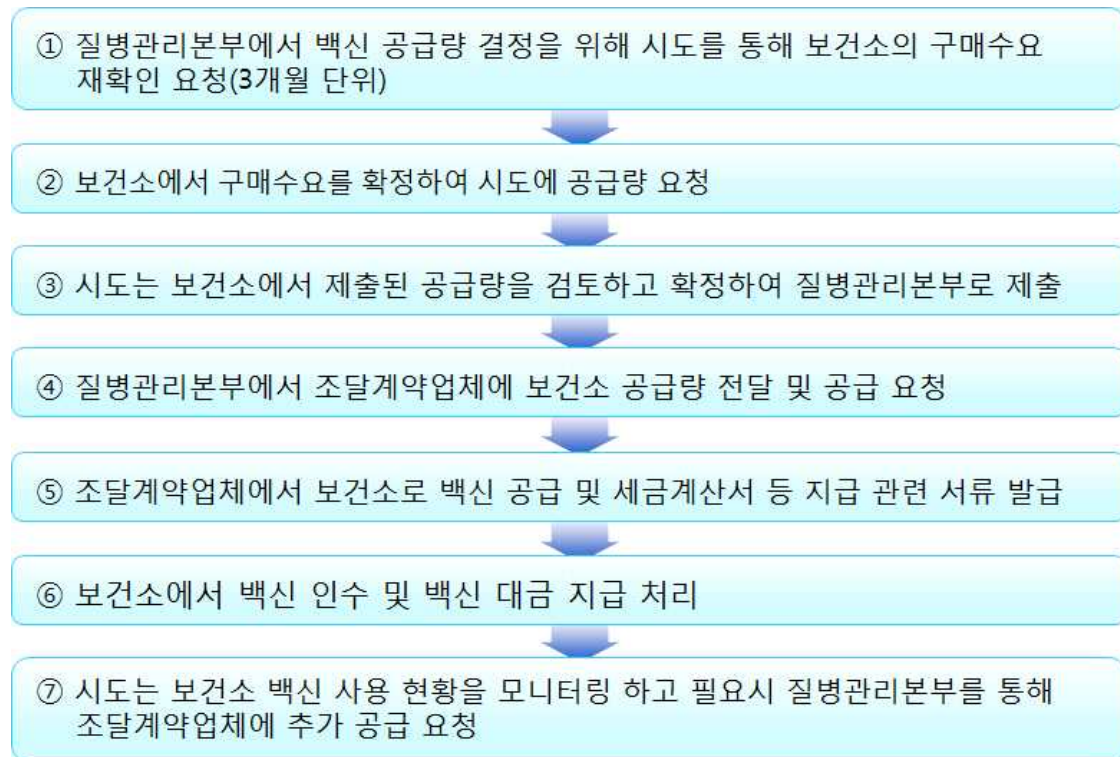 ① 질병관리본부에서 백신 공급량 결정을 위해 시도를 통해 보건소의 구매수요
재확인 요청(3개월 단위)
② 보건소에서 구매수요를 확정하여 시도에 공급량 요청
③ 시도는 보건소에서 제출된 공급량을 검토하고 확정하여 질병관리본부로 제출
④ 질병관리본부에서 조달계약업체에 보건소 공급량 전달 및 공급 요청
⑤ 조달계약업체에서 보건소로 백신 공급 및 세금계산서 등 지급 관련 서류 발급
⑥ 보건소에서 백신 인수 및 백신 대금 지급 처리
⑦ 시도는 보건소 백신 사용 현황을 모니터링 하고 필요시 질병관리본부를 통해
조달계약업체에 추가 공급 요청